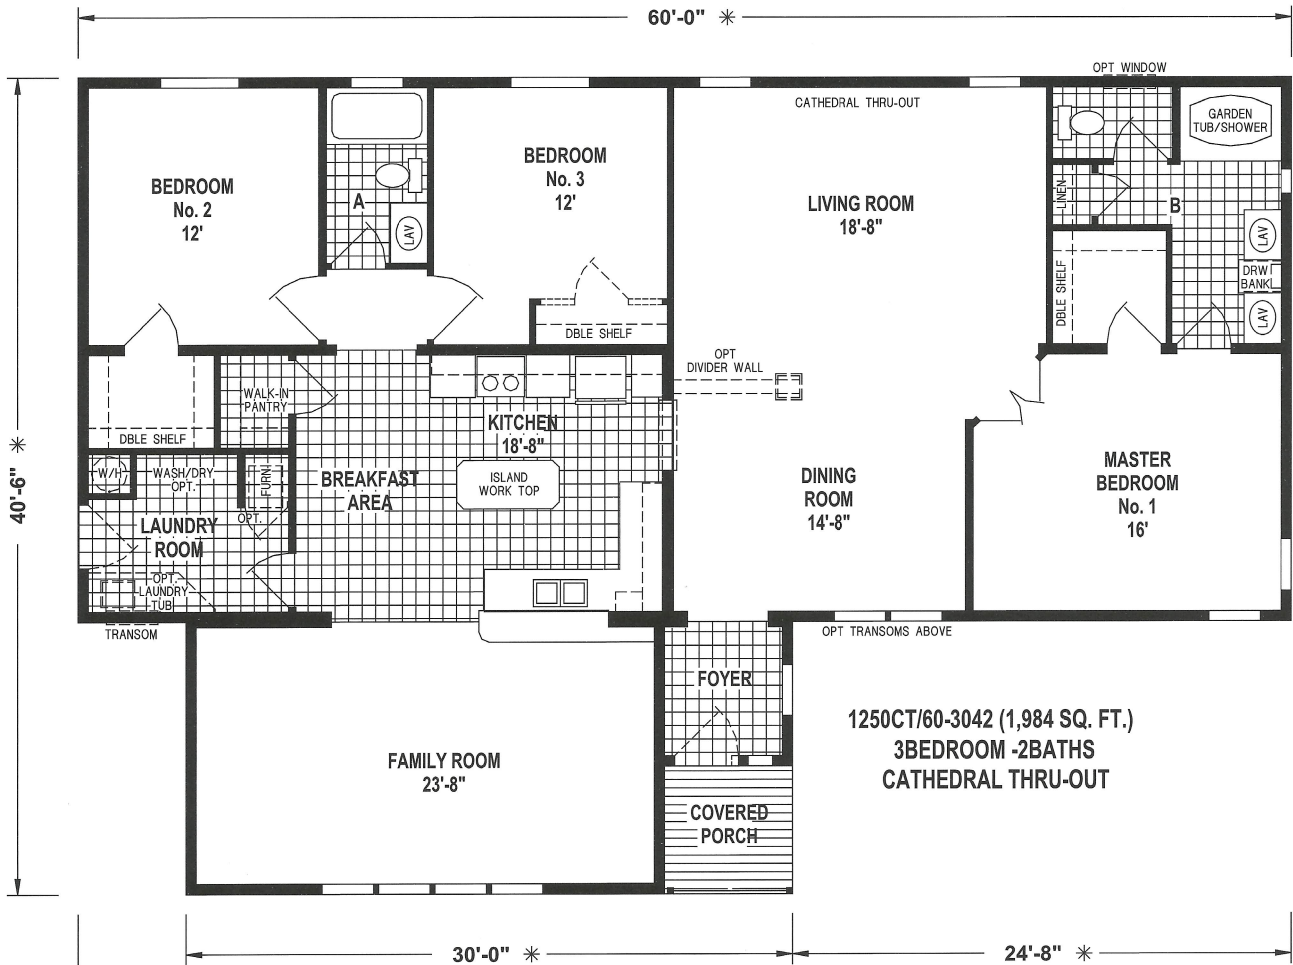 60'-0" ✳
OPT WINDOW
CATHEDRAL THRU-OUT
GARDEN
TUB/SHOWER
BEDROOM
No. 2
12'
A
LAV
BEDROOM
No. 3
12'
LIVING ROOM
18'-8"
LINEN
B
LAV
DRW
BANK
LAV
DBLE SHELF
DBLE SHELF
OPT
DIVIDER WALL
WALK-IN
PANTRY
DBLE SHELF
KITCHEN
18'-8"
40'-6" ✳
W/H
WASH/DRY
OPT.
FURN
OPT.
BREAKFAST
AREA
ISLAND
WORK TOP
DINING
ROOM
14'-8"
MASTER
BEDROOM
No. 1
16'
LAUNDRY
ROOM
OPT.
LAUNDRY
TUB
TRANSOM
OPT TRANSOMS ABOVE
FOYER
FAMILY ROOM
23'-8"
1250CT/60-3042 (1,984 SQ. FT.)
3BEDROOM -2BATHS
CATHEDRAL THRU-OUT
COVERED
PORCH
30'-0" ✳
24'-8" ✳